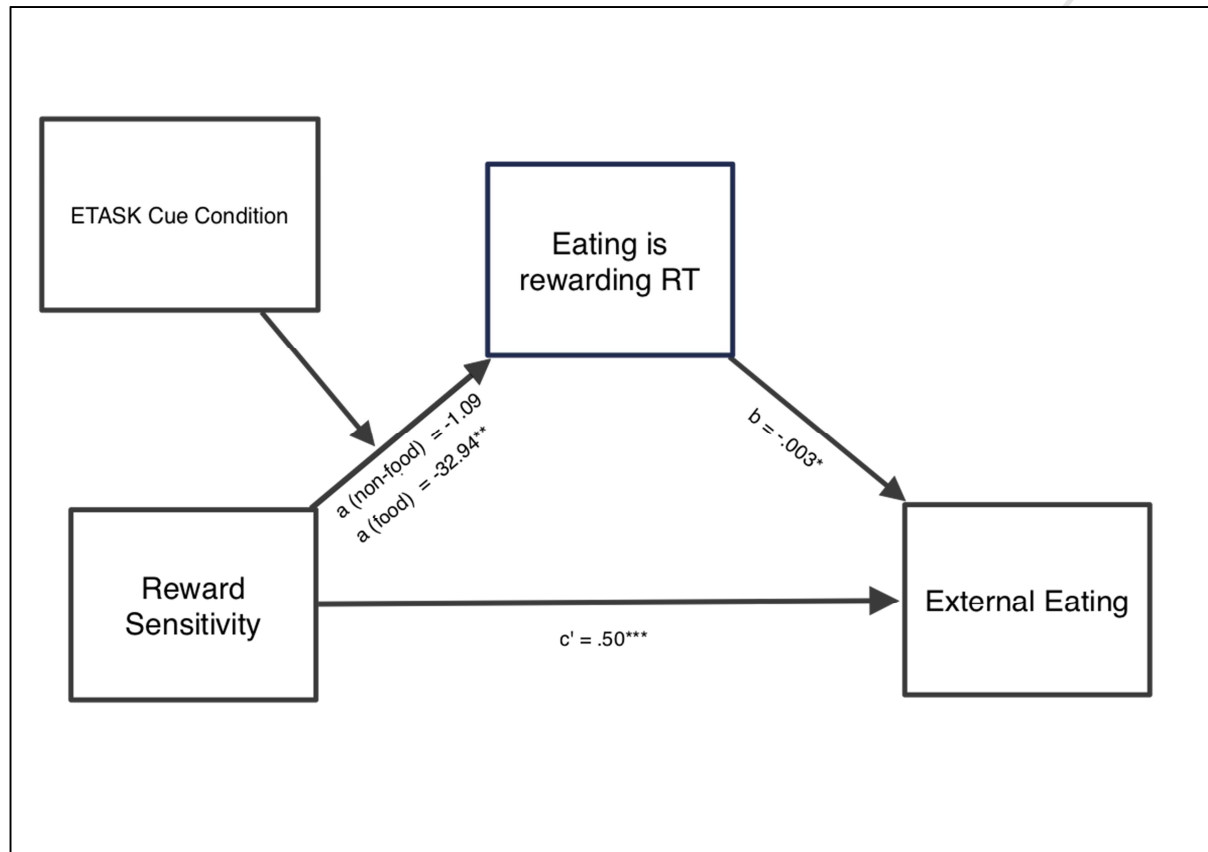 ETASK Cue Condition
Eating is
rewarding RT
a (non-food) = -1.09
a (food) = -32.94**
b = -.003*
Reward
Sensitivity
External Eating
c' = .50***